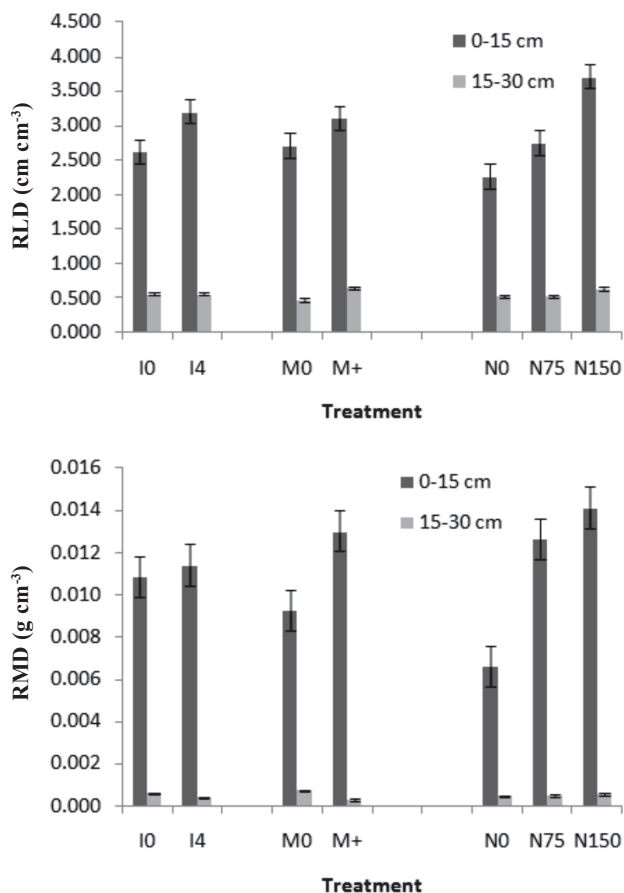 4.500
4.000
3.500
3.000
2.500
2.000
1.500
1.000
0.500
0.000
RLD (cm cm-3)
0-15 cm
15-30 cm
I0 I4 M0 M+ N0 N75 N150
Treatment
0.016
0.014
0.012
0.010
0.008
0.006
0.004
0.002
0.000
RMD (g cm-3)
0-15 cm
15-30 cm
I0 I4 M0 M+ N0 N75 N150
Treatment